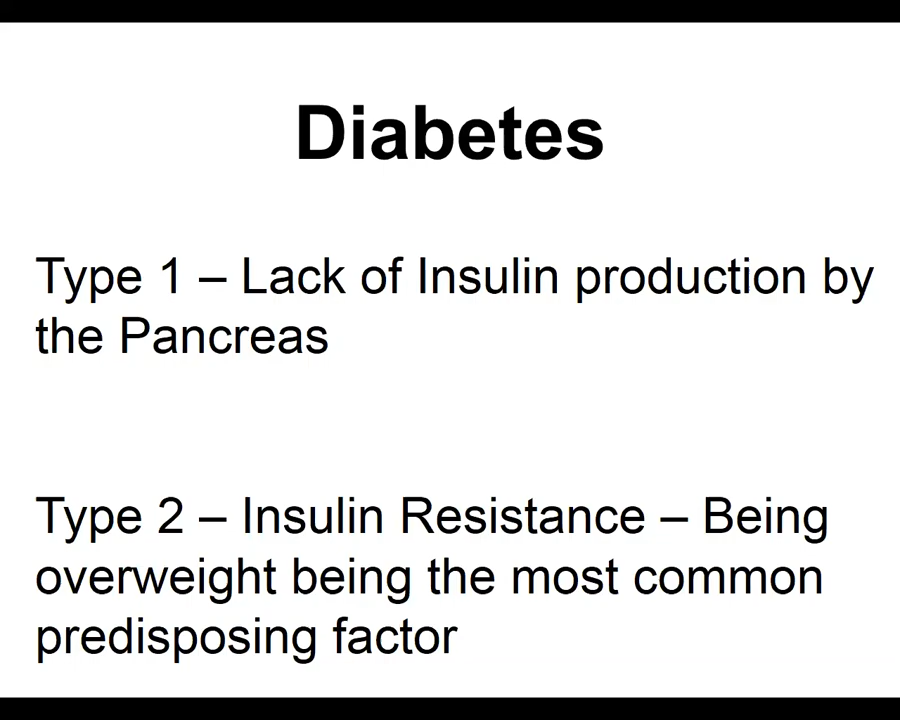 Diabetes
Type 1 – Lack of Insulin production by
the Pancreas
Type 2 – Insulin Resistance – Being
overweight being the most common
predisposing factor